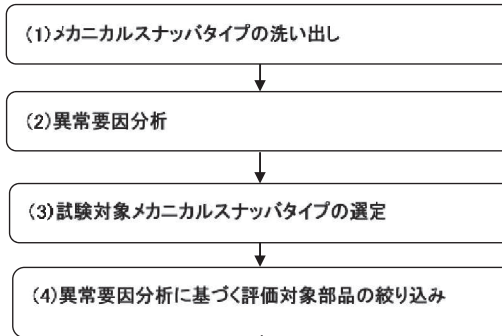 (1)メカニカルスナッバタイプの洗い出し
(2)異常要因分析
(3)試験対象メカニカルスナッバタイプの選定
(4)異常要因分析に基づく評価対象部品の絞り込み